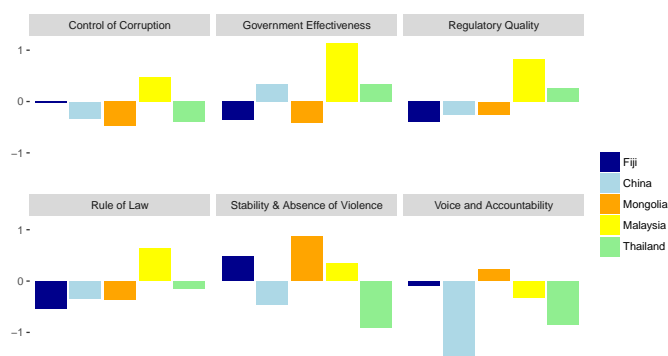 Control of Corruption
Government Effectiveness
Regulatory Quality
1
0
−1
Rule of Law
Stability & Absence of Violence
Voice and Accountability
1
0
−1
Fiji
China
Mongolia
Malaysia
Thailand